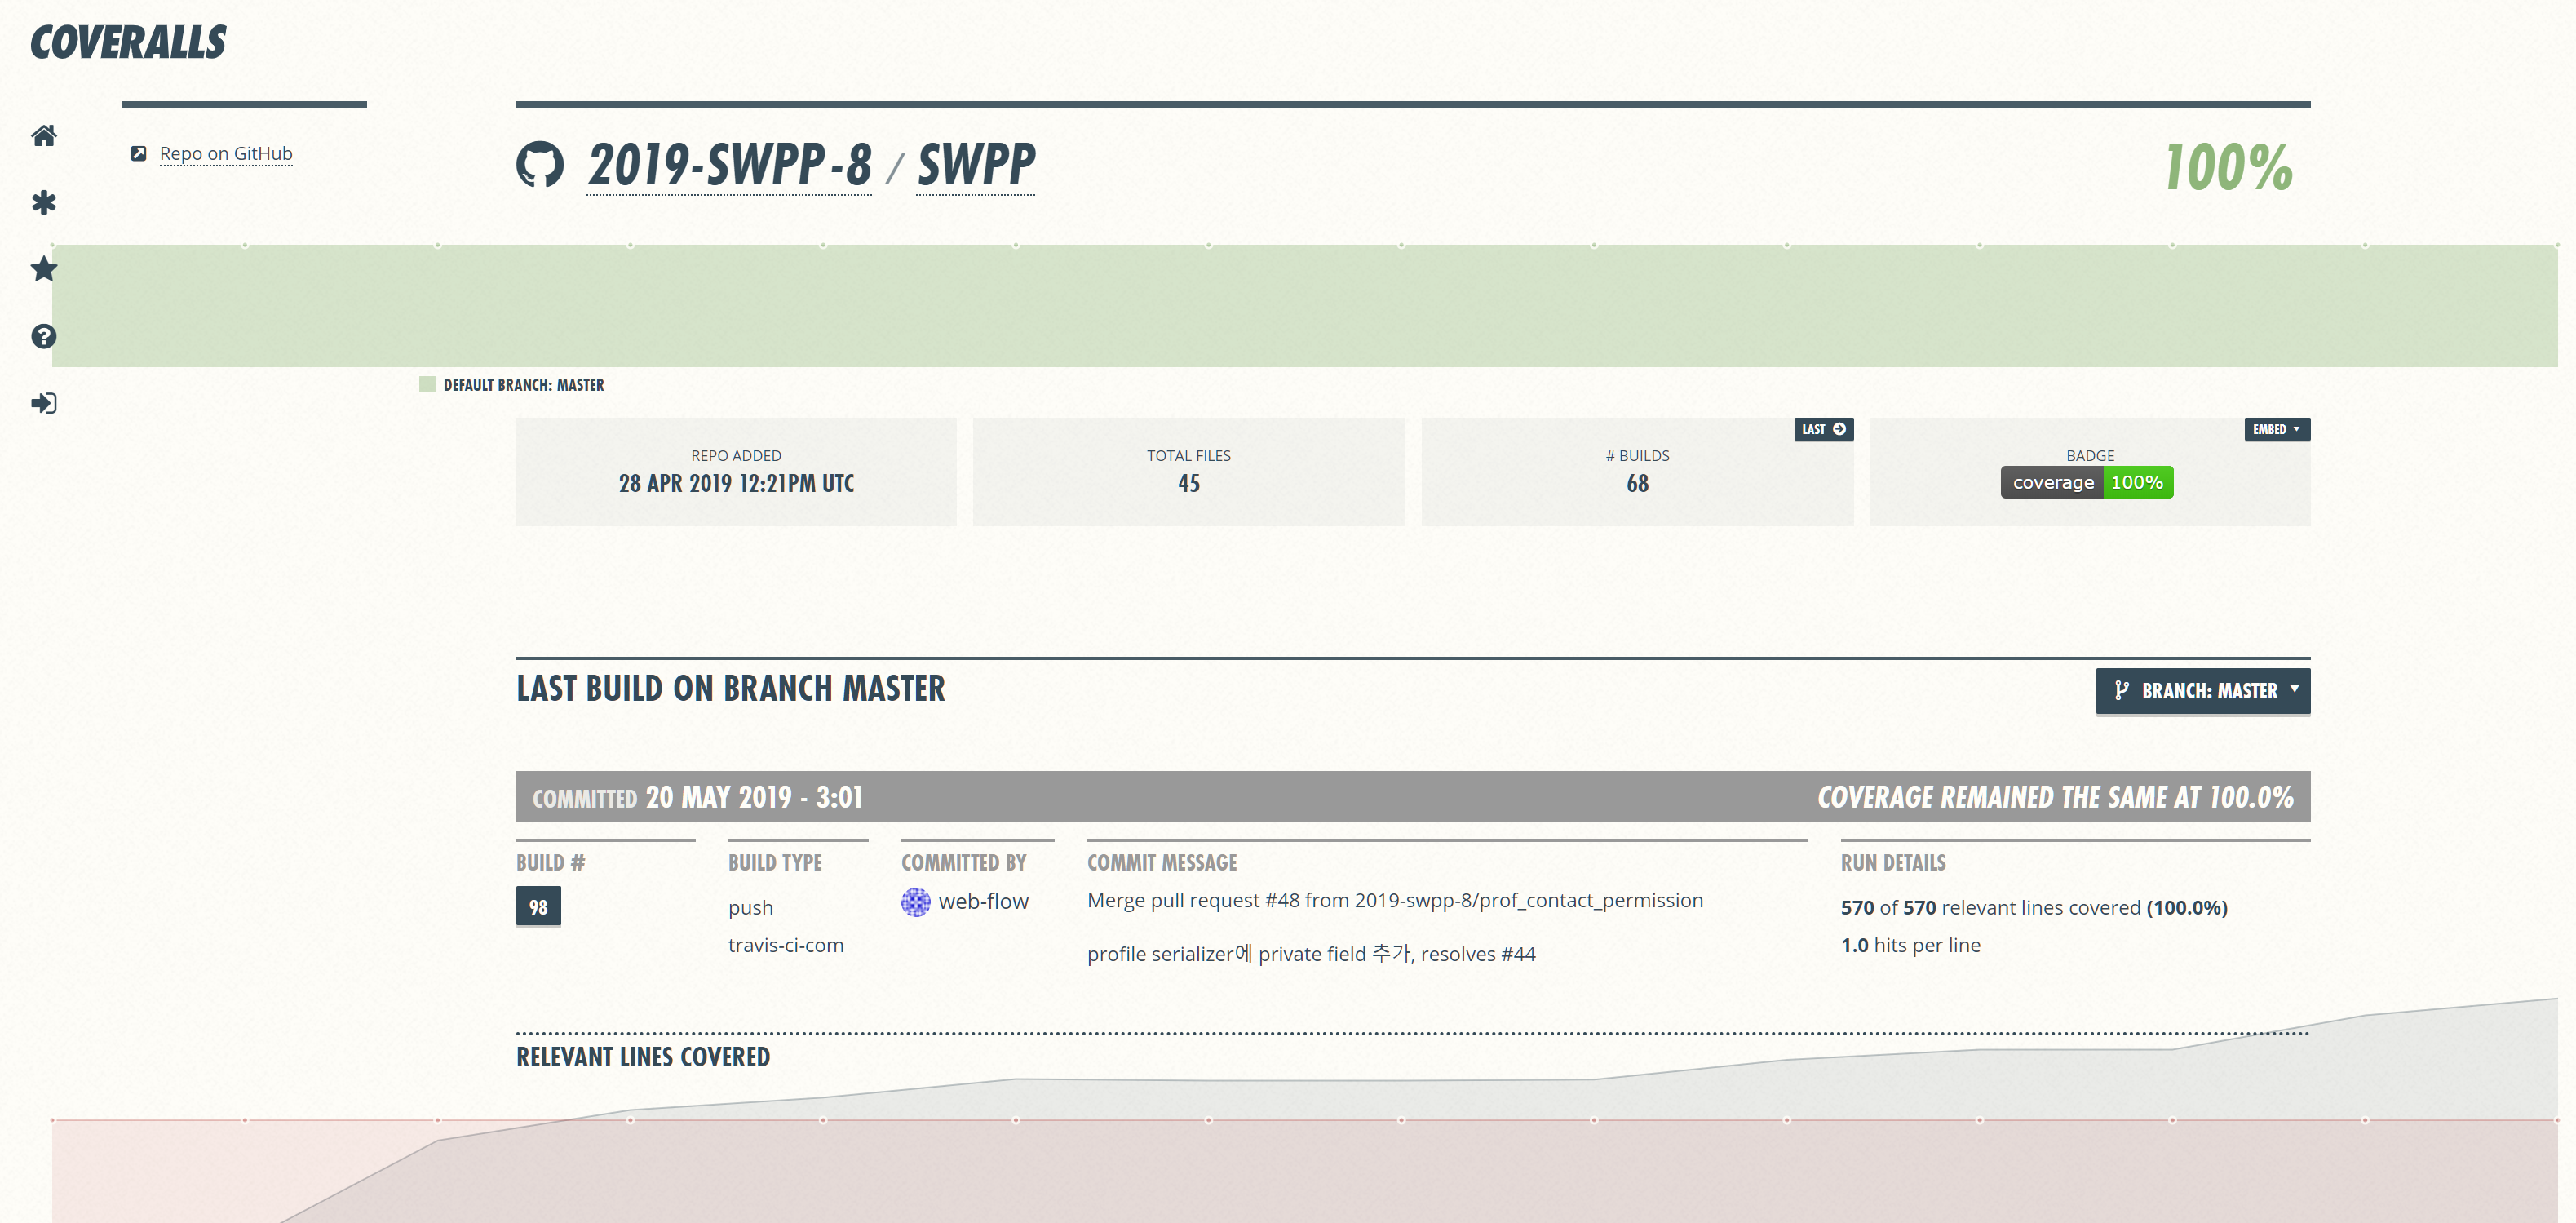 COVERALLS
Repo on GitHub
2019-SWPP-8 / SWPP
100%
DEFAULT BRANCH: MASTER
REPO ADDED
28 APR 2019 12:21PM UTC
TOTAL FILES
45
LAST
# BUILDS
68
EMBED
BADGE
coverage 100%
LAST BUILD ON BRANCH MASTER
BRANCH: MASTER
COMMITTED 20 MAY 2019 - 3:01
COVERAGE REMAINED THE SAME AT 100.0%
BUILD #
98
BUILD TYPE
push
travis-ci-com
COMMITTED BY
web-flow
COMMIT MESSAGE
Merge pull request #48 from 2019-swpp-8/prof_contact_permission
profile serializer에 private field 추가, resolves #44
RUN DETAILS
570 of 570 relevant lines covered (100.0%)
1.0 hits per line
RELEVANT LINES COVERED